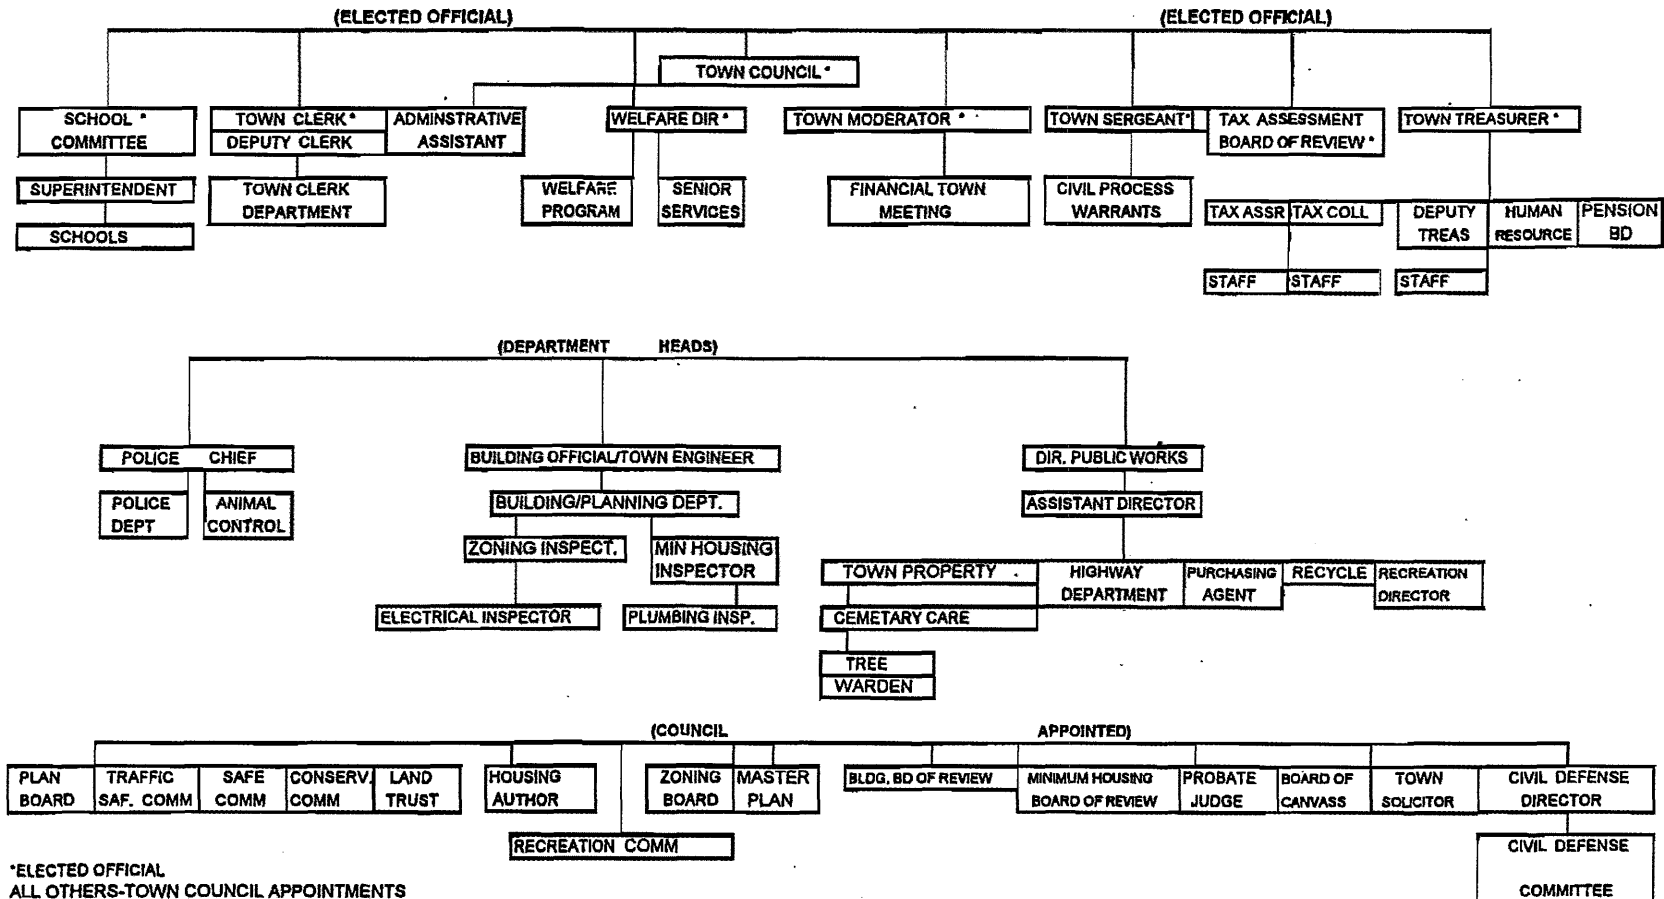 (ELECTED OFFICIAL) (ELECTED OFFICIAL)
TOWN COUNCIL*
SCHOOL *
COMMITTEE
TOWN CLERK*
DEPUTY CLERK
ADMINSTRATIVE
ASSISTANT
WELFARE DIR*
TOWN MODERATOR *
TOWN SERGEANT*
TAX ASSESSMENT
BOARD OF REVIEW *
TOWN TREASURER *
SUPERINTENDENT
SCHOOLS
TOWN CLERK
DEPARTMENT
WELFARE
PROGRAM
SENIOR
SERVICES
FINANCIAL TOWN
MEETING
CIVIL PROCESS
WARRANTS
TAX ASSR
TAX COLL
DEPUTY
TREAS
HUMAN
RESOURCE
PENSION
BD
STAFF
STAFF
STAFF
(DEPARTMENT HEADS)
POLICE CHIEF
BUILDING OFFICIAL/TOWN ENGINEER
DIR. PUBLIC WORKS
POLICE
DEPT
ANIMAL
CONTROL
BUILDING/PLANNING DEPT.
ASSISTANT DIRECTOR
ZONING INSPECT.
MIN HOUSING
INSPECTOR
ELECTRICAL INSPECTOR
PLUMBING INSP.
TOWN PROPERTY
HIGHWAY
DEPARTMENT
PURCHASING
AGENT
RECYCLE
RECREATION
DIRECTOR
CEMETARY CARE
TREE
WARDEN
(COUNCIL APPOINTED)
PLAN
BOARD
TRAFFIC
SAF. COMM
SAFE
COMM
CONSERV.
COMM
LAND
TRUST
HOUSING
AUTHOR
ZONING
BOARD
MASTER
PLAN
BLDG. BD OF REVIEW
MINIMUM HOUSING
BOARD OF REVIEW
PROBATE
JUDGE
BOARD OF
CANVASS
TOWN
SOLICITOR
CIVIL DEFENSE
DIRECTOR
RECREATION COMM
CIVIL DEFENSE
COMMITTEE
*ELECTED OFFICIAL
ALL OTHERS-TOWN COUNCIL APPOINTMENTS